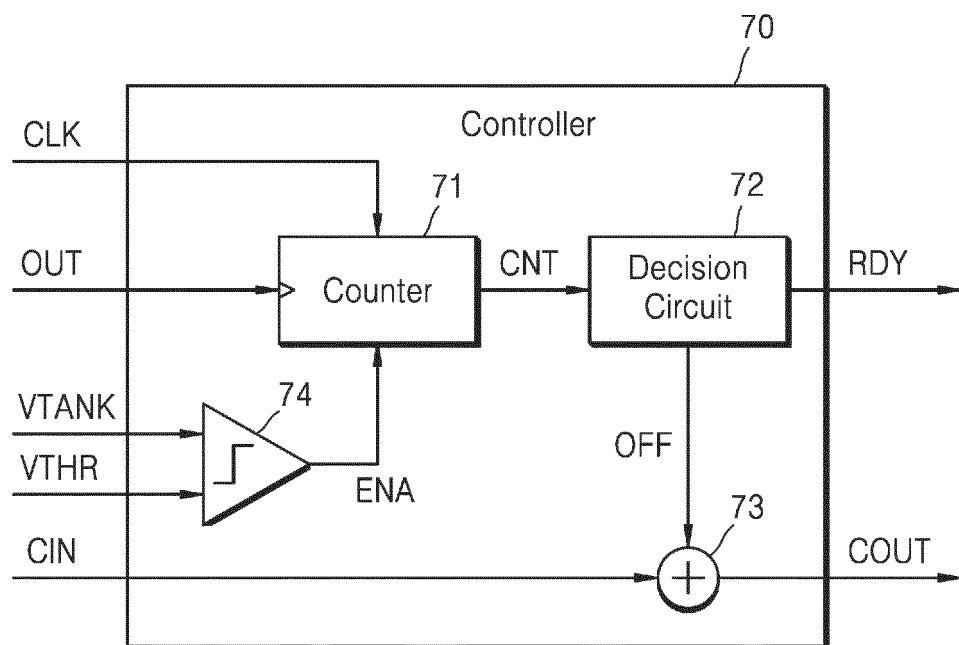 70
Controller
CLK
71
72
OUT
Counter
CNT
Decision
Circuit
RDY
VTANK
74
VTHR
ENA
OFF
73
CIN
+
COUT